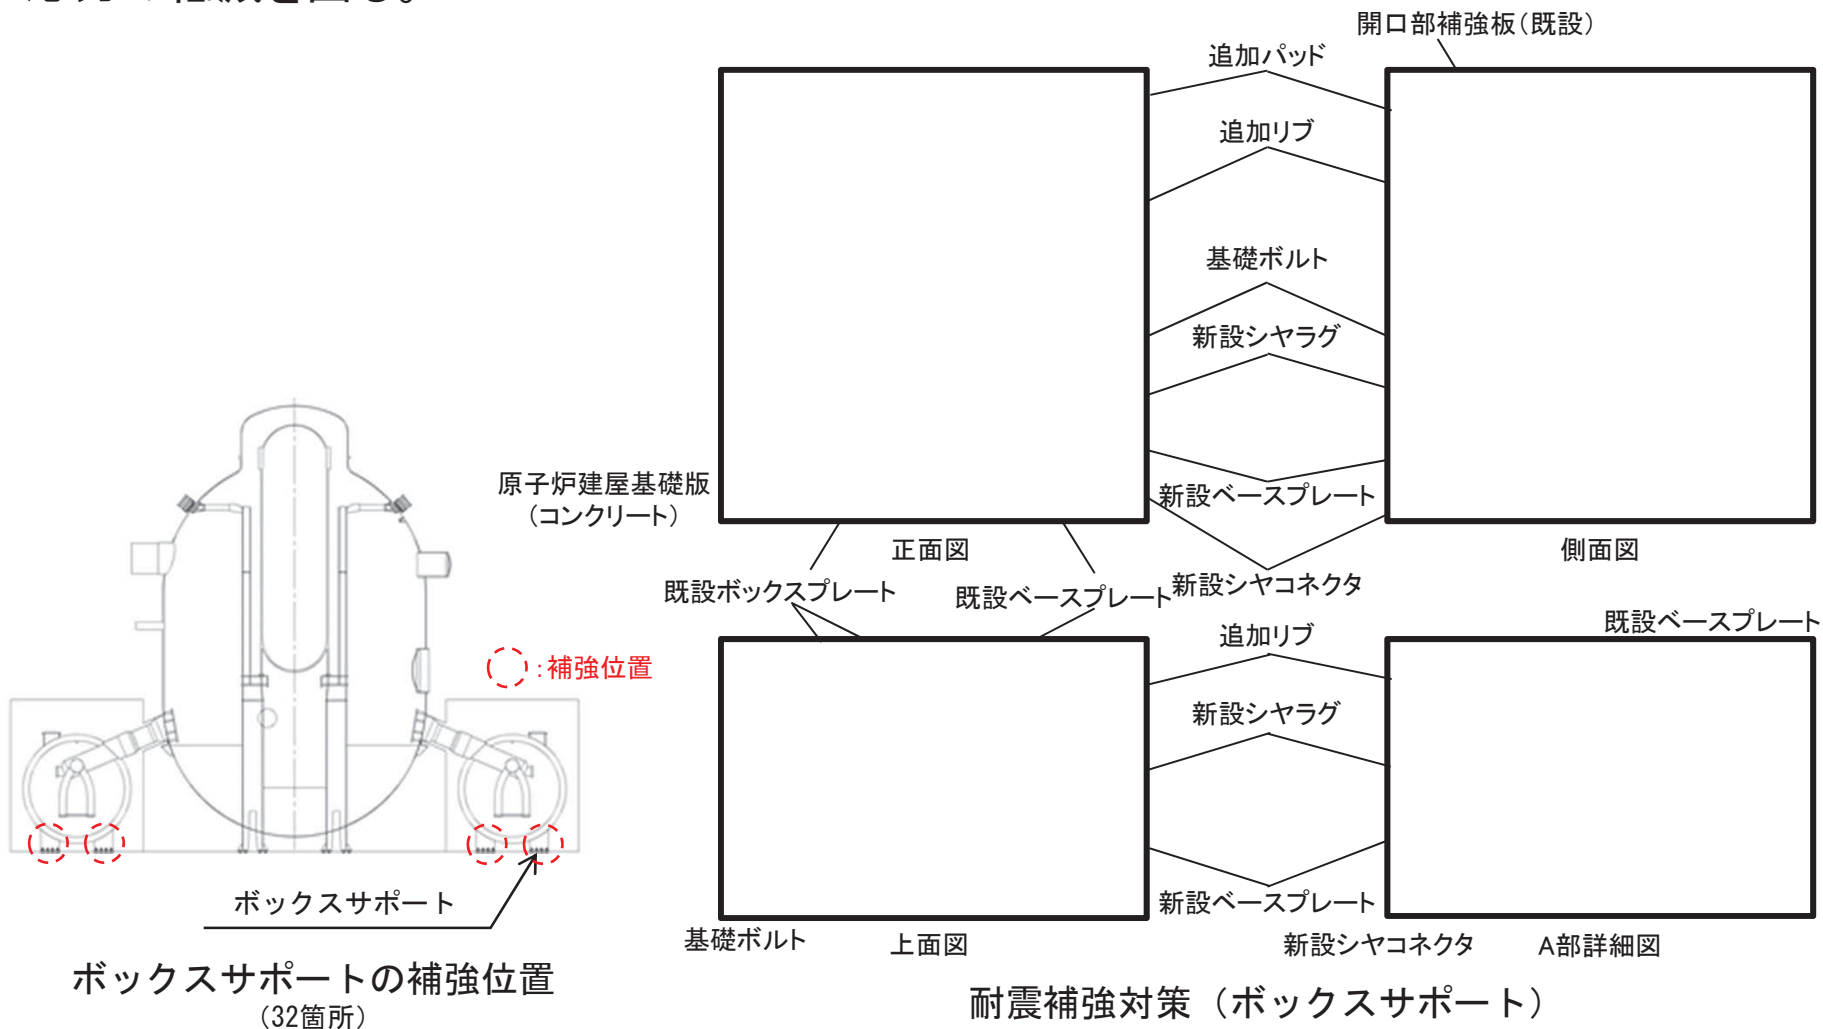 開口部補強板（既設）
追加パッド
追加リブ
基礎ボルト
新設シヤラグ
原子炉建屋基礎版
（コンクリート）
新設ベースプレート
正面図
側面図
既設ボックスプレート
既設ベースプレート
新設シヤコネクタ
既設ベースプレート
追加リブ
：補強位置
新設シヤラグ
ボックスサポート
新設ベースプレート
基礎ボルト
上面図
新設シヤコネクタ
A部詳細図
ボックスサポートの補強位置
（32箇所）
耐震補強対策（ボックスサポート）